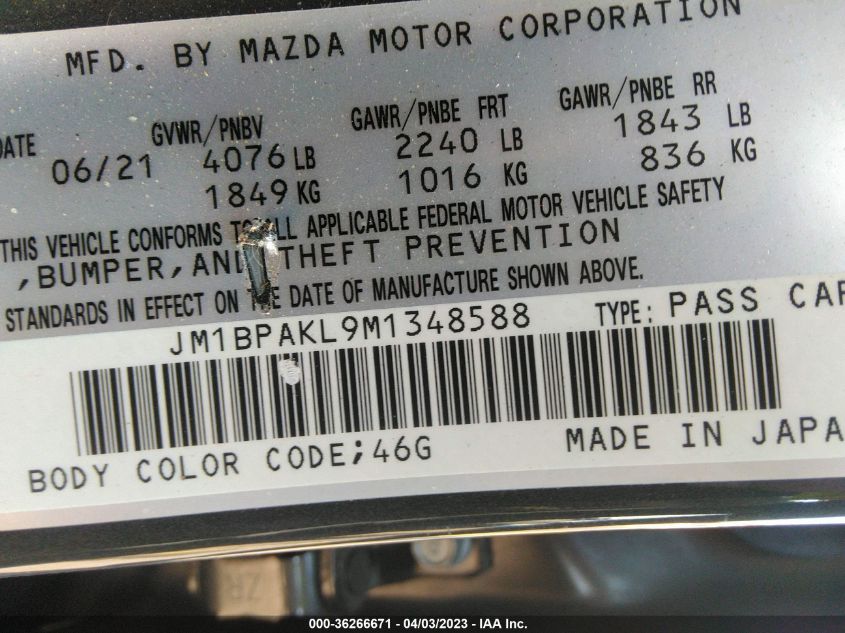 MFD. BY MAZDA MOTOR CORPORATION
DATE 06/21
GVWR/PNBV 4076 LB
1849 KG
GAWR/PNBE FRT
2240 LB
1016 KG
GAWR/PNBE RR
1843 LB
836 KG
THIS VEHICLE CONFORMS TO ALL APPLICABLE FEDERAL MOTOR VEHICLE SAFETY
,BUMPER,AND THEFT PREVENTION
STANDARDS IN EFFECT ON THE DATE OF MANUFACTURE SHOWN ABOVE.
JM1BPAKL9M1348588 TYPE: PASS CAR
BODY COLOR CODE;46G MADE IN JAPA
ZR
000-36266671 - 04/03/2023 - IAA Inc.